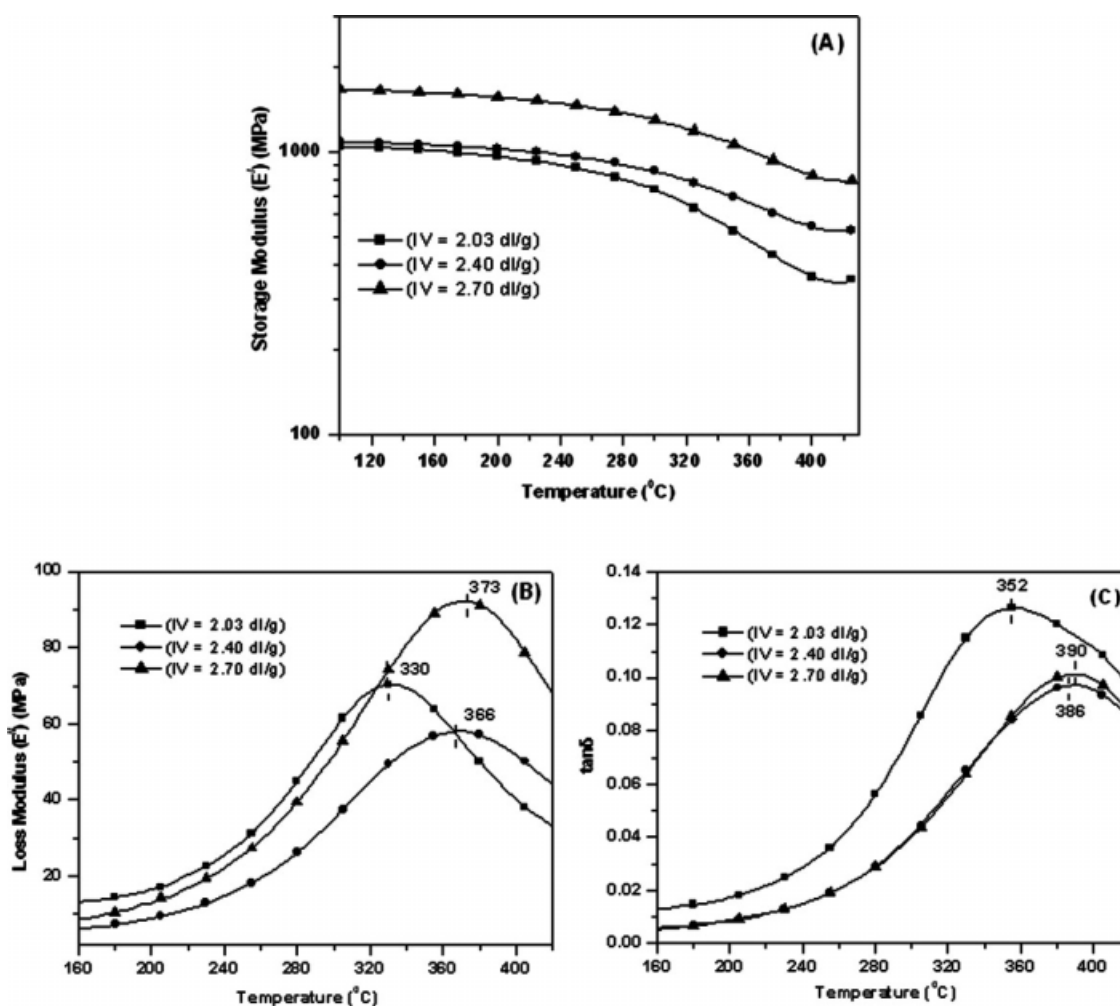 (A)
Storage Modulus (E') (MPa)
1000
100
(IV = 2.03 dl/g)
(IV = 2.40 dl/g)
(IV = 2.70 dl/g)
120 160 200 240 280 320 360 400
Temperature (⁰C)
(B)
Loss Modulus (E'') (MPa)
100
80
60
40
20
(IV = 2.03 dl/g)
(IV = 2.40 dl/g)
(IV = 2.70 dl/g)
373
330
366
160 200 240 280 320 360 400
Temperature (⁰C)
(C)
tanδ
0.14
0.12
0.10
0.08
0.06
0.04
0.02
0.00
(IV = 2.03 dl/g)
(IV = 2.40 dl/g)
(IV = 2.70 dl/g)
352
390
386
160 200 240 280 320 360 400
Temperature (⁰C)